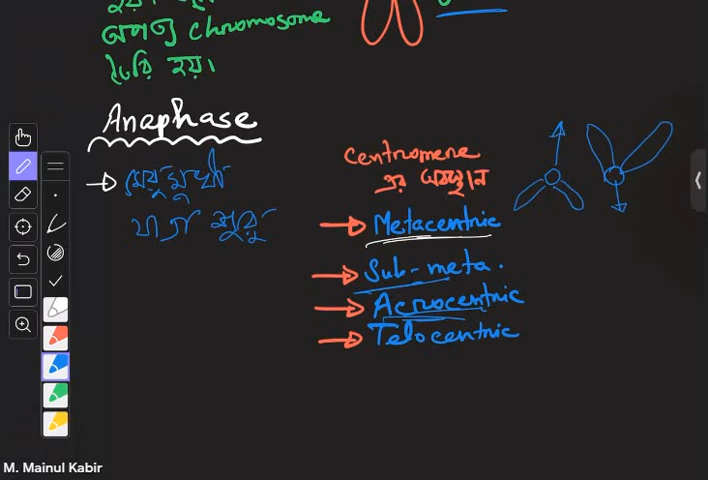 অপত্য chromosome
তৈরি হয়।
Anaphase
মেরুমুখী
যাত্রা শুরু
Centromere
এর অবস্থান
Metacentric
Sub-meta.
Acrocentric
Telocentric
M. Mainul Kabir